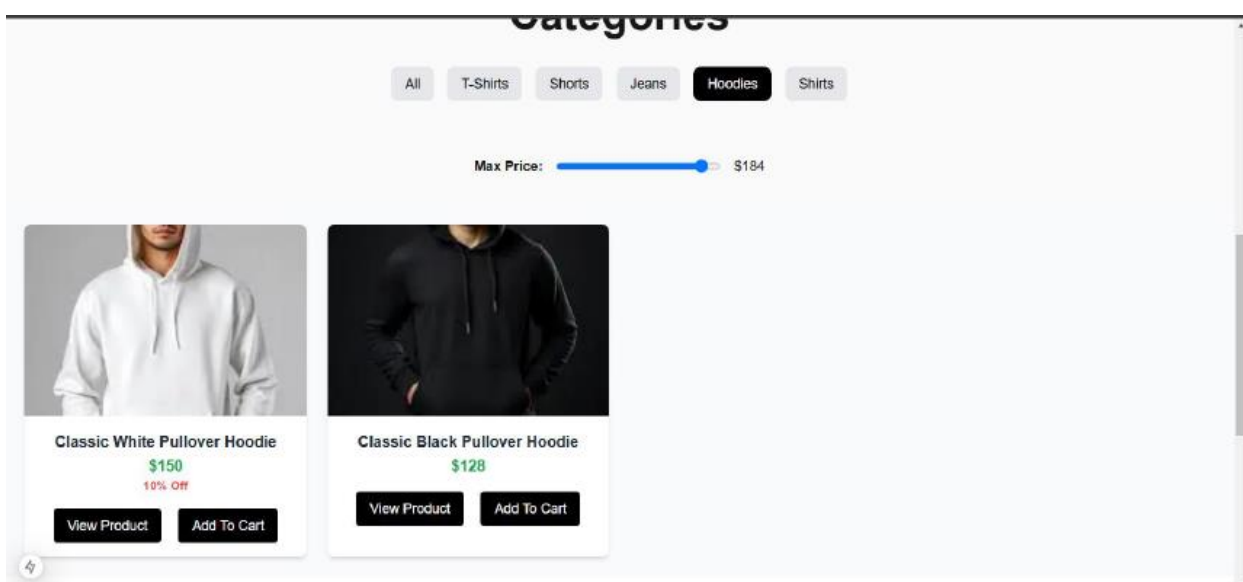 Categories
All T-Shirts Shorts Jeans Hoodies Shirts
Max Price: $184
Classic White Pullover Hoodie
$150
10% Off
View Product Add To Cart
Classic Black Pullover Hoodie
$128
View Product Add To Cart